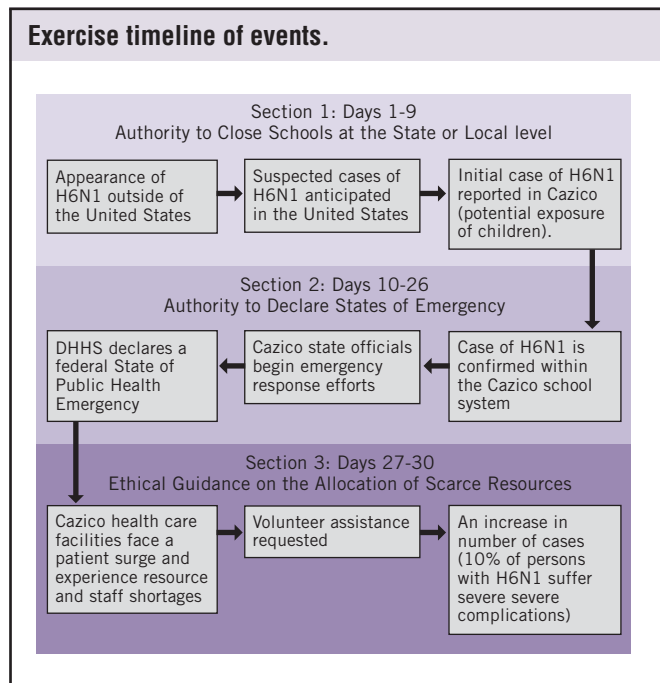 Exercise timeline of events.
Section 1: Days 1-9
Authority to Close Schools at the State or Local level
Appearance of
H6N1 outside of
the United States
Suspected cases of
H6N1 anticipated
in the United States
Initial case of H6N1
reported in Cazico
(potential exposure
of children).
Section 2: Days 10-26
Authority to Declare States of Emergency
Case of H6N1 is
confirmed within
the Cazico school
system
Cazico state officials
begin emergency
response efforts
DHHS declares a
federal State of
Public Health
Emergency
Section 3: Days 27-30
Ethical Guidance on the Allocation of Scarce Resources
Cazico health care
facilities face a
patient surge and
experience resource
and staff shortages
Volunteer assistance
requested
An increase in
number of cases
(10% of persons
with H6N1 suffer
severe severe
complications)